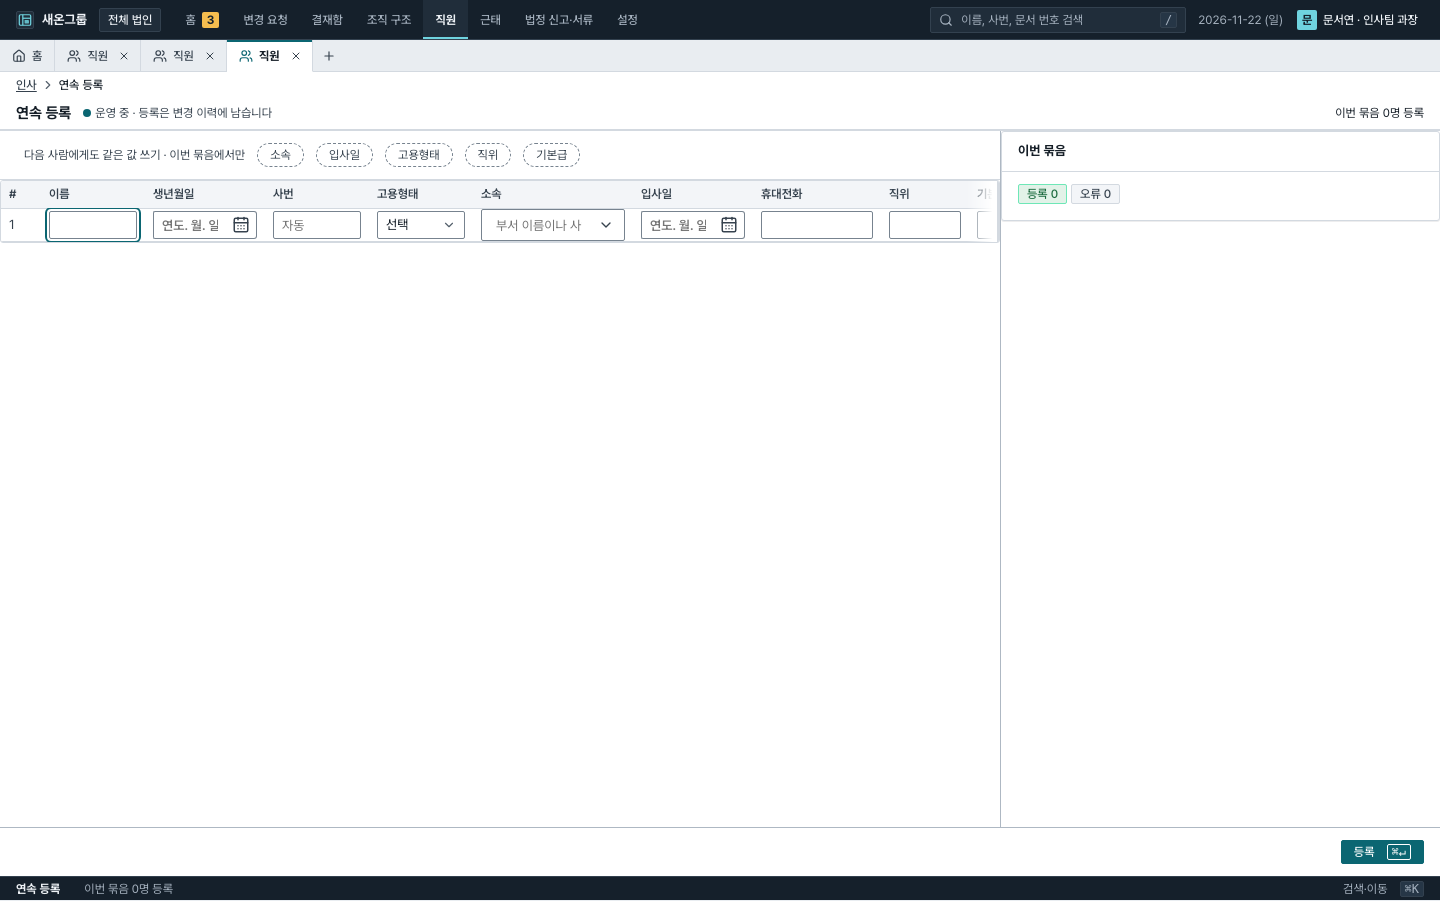 새온그룹 전체 법인 홈 3 변경 요청 결재함 조직 구조 직원 근태 법정 신고·서류 설정 이름, 사번, 문서 번호 검색 / 2026-11-22 (일) 문 문서연 · 인사팀 과장
홈 직원 직원 직원
인사 연속 등록
연속 등록 운영 중 · 등록은 변경 이력에 남습니다 이번 묶음 0명 등록
다음 사람에게도 같은 값 쓰기 · 이번 묶음에서만 소속 입사일 고용형태 직위 기본급
이번 묶음
# 이름 생년월일 사번 고용형태 소속 입사일 휴대전화 직위
등록 0 오류 0
1 연도. 월. 일 자동 선택 부서 이름이나 사 연도. 월. 일
등록 ⌘↵
연속 등록 이번 묶음 0명 등록 검색·이동 ⌘K